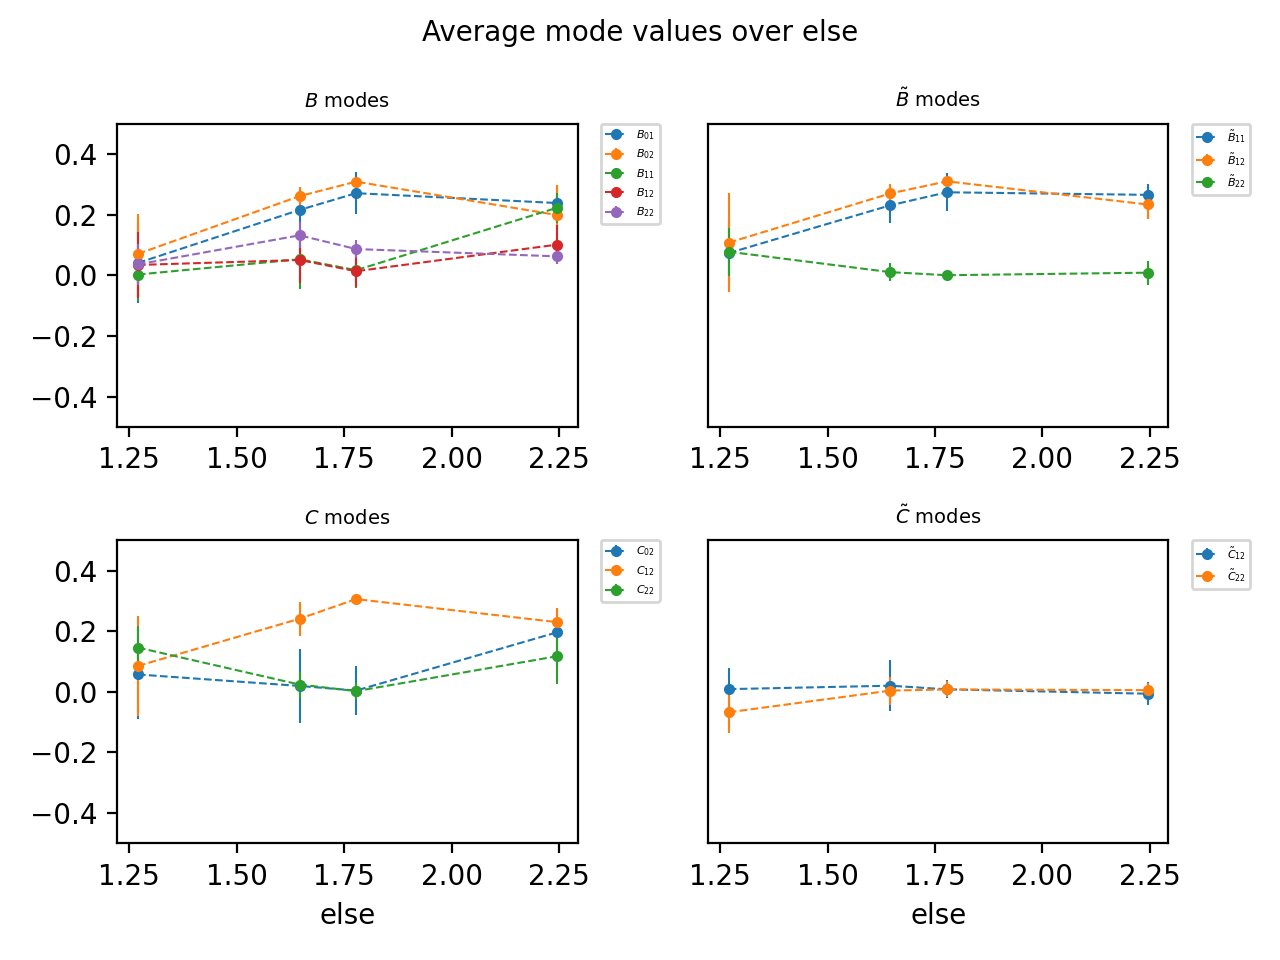 Average mode values over else
B modes
0.4
0.2
0.0
−0.2
−0.4
1.25 1.50 1.75 2.00 2.25
B₀₁
B₀₂
B₁₁
B₁₂
B₂₂
B̃ modes
1.25 1.50 1.75 2.00 2.25
B̃₁₁
B̃₁₂
B̃₂₂
C modes
0.4
0.2
0.0
−0.2
−0.4
1.25 1.50 1.75 2.00 2.25
else
C₀₂
C₁₂
C₂₂
C̃ modes
1.25 1.50 1.75 2.00 2.25
else
C̃₁₂
C̃₂₂